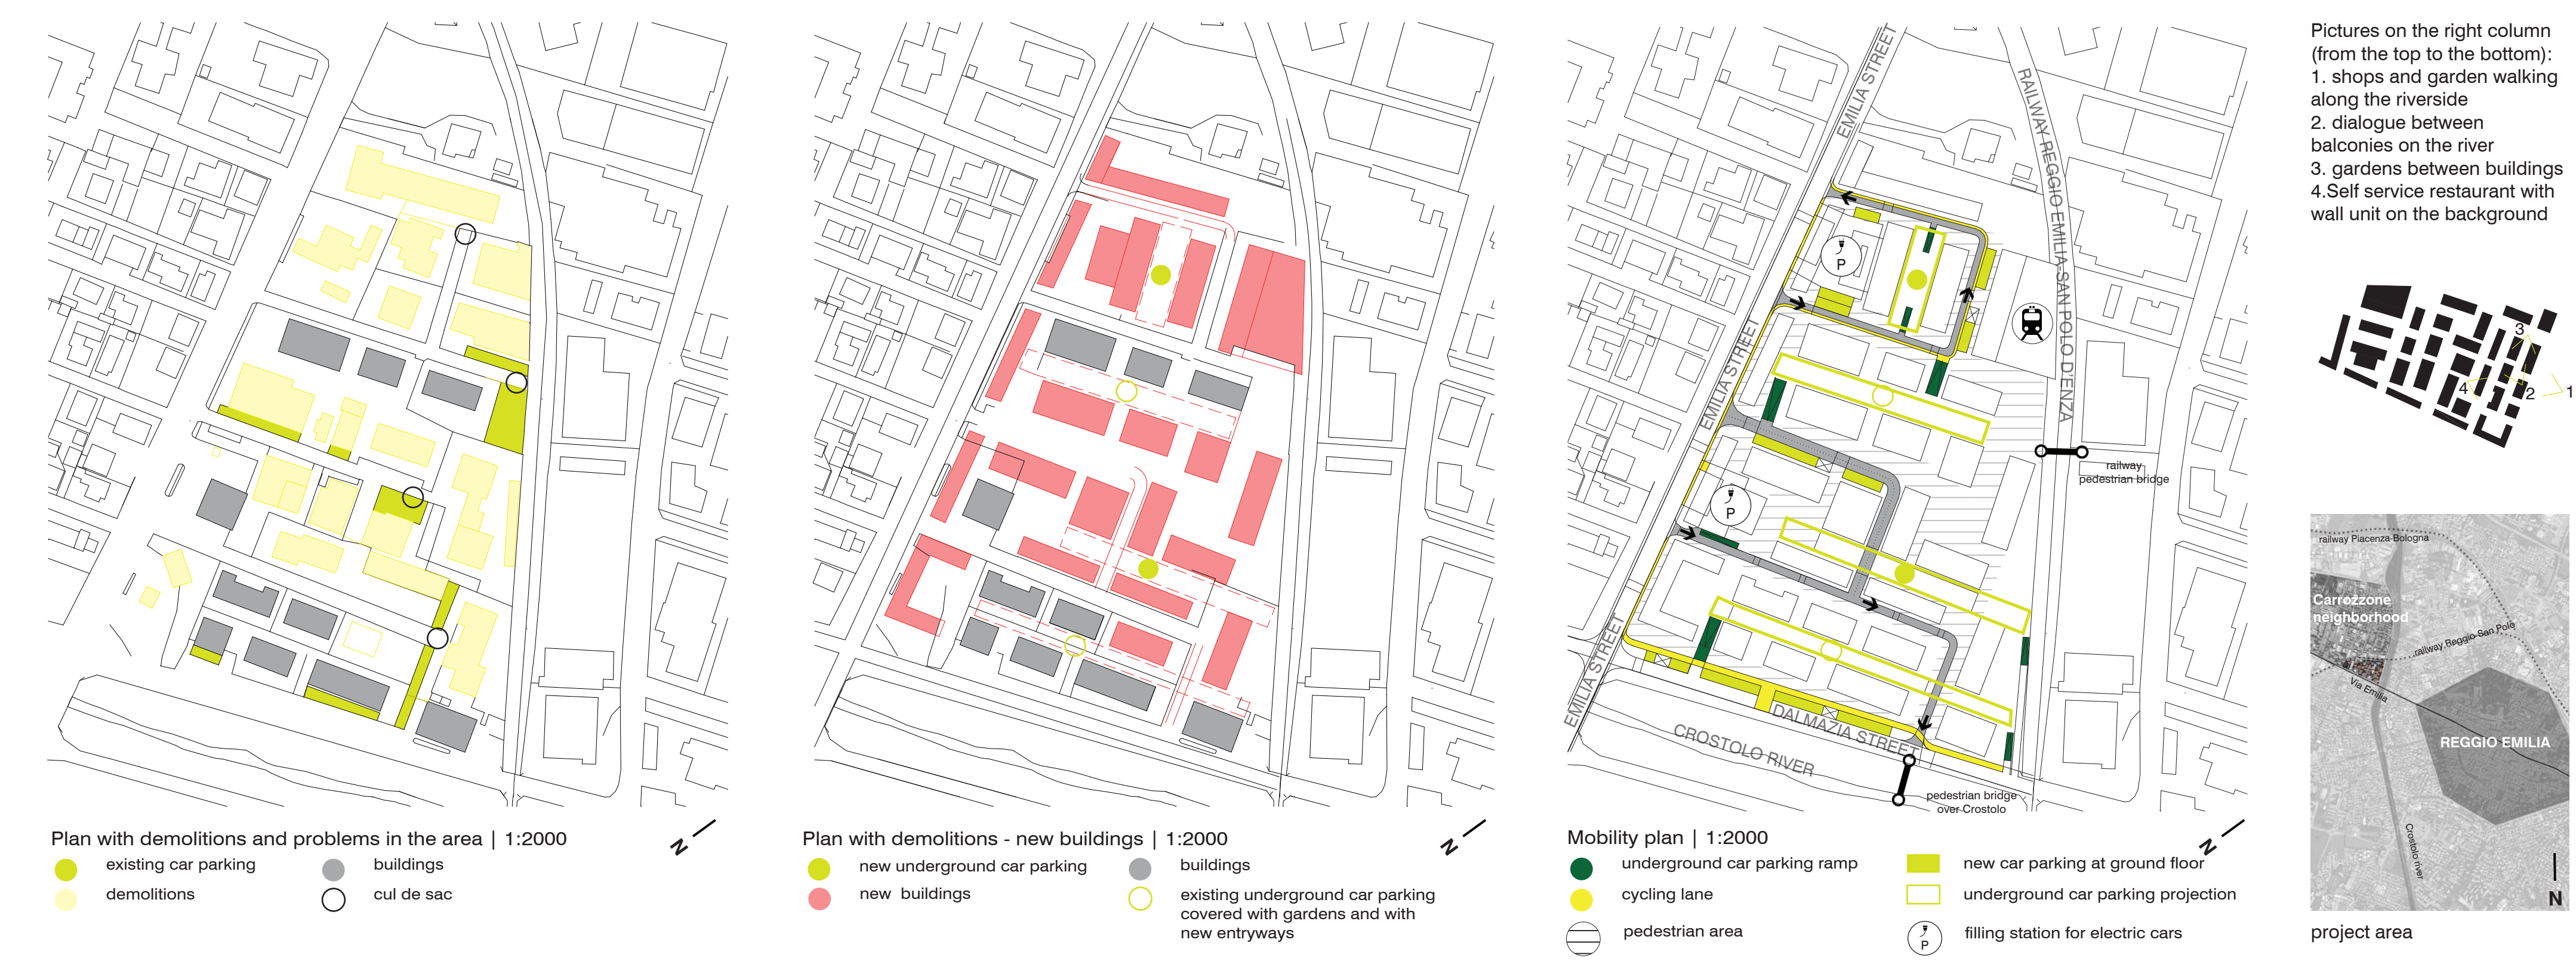 Plan with demolitions and problems in the area | 1:2000
existing car parking
demolitions
buildings
cul de sac
N
Plan with demolitions - new buildings | 1:2000
new underground car parking
new buildings
buildings
existing underground car parking
covered with gardens and with
new entryways
N
EMILIA STREET
RAILWAY REGGIO EMILIA-SAN POLO D'ENZA
P
EMILIA STREET
railway
pedestrian bridge
P
EMILIA STREET
DALMAZIA STREET
CROSTOLO RIVER
pedestrian bridge
over Crostolo
Mobility plan | 1:2000
underground car parking ramp
cycling lane
pedestrian area
new car parking at ground floor
underground car parking projection
P
filling station for electric cars
N
Pictures on the right column
(from the top to the bottom):
1. shops and garden walking
along the riverside
2. dialogue between
balconies on the river
3. gardens between buildings
4.Self service restaurant with
wall unit on the background
3
4
2
1
railway Piacenza-Bologna
Carrozzone
neighborhood
railway Reggio-San Polo
Via Emilia
REGGIO EMILIA
Crostolo river
N
project area